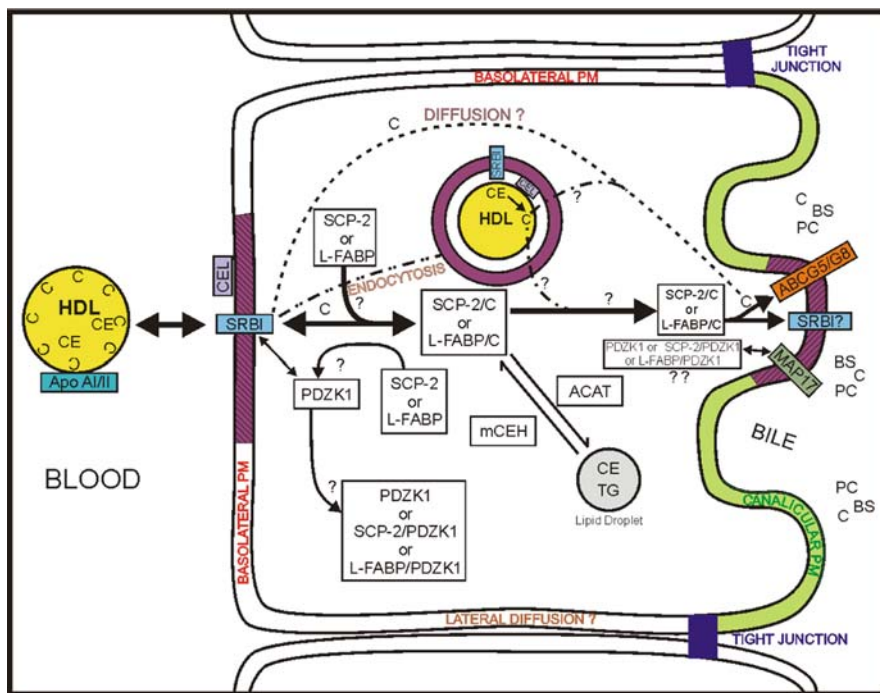 TIGHT
JUNCTION
BASOLATERAL PM
DIFFUSION ?
C
SRBI
CEL
CE
HDL
C
?
?
C
BS
PC
SCP-2
or
L-FABP
CEL
ENDOCYTOSIS
C
?
C
C
C
C
C
C
C
HDL
CE
CE
Apo AI/II
SRBI
SCP-2/C
or
L-FABP/C
?
SCP-2/C
or
L-FABP/C
C
ABCG5/G8
SRBI?
PDZK1 or SCP-2/PDZK1
or L-FABP/PDZK1
??
MAP17
BS
C
PC
?
PDZK1
SCP-2
or
L-FABP
ACAT
mCEH
CE
TG
Lipid Droplet
BILE
BLOOD
?
PDZK1
or
SCP-2/PDZK1
or
L-FABP/PDZK1
BASOLATERAL PM
CANALICULAR PM
PC
BS
C
LATERAL DIFFUSION ?
TIGHT JUNCTION